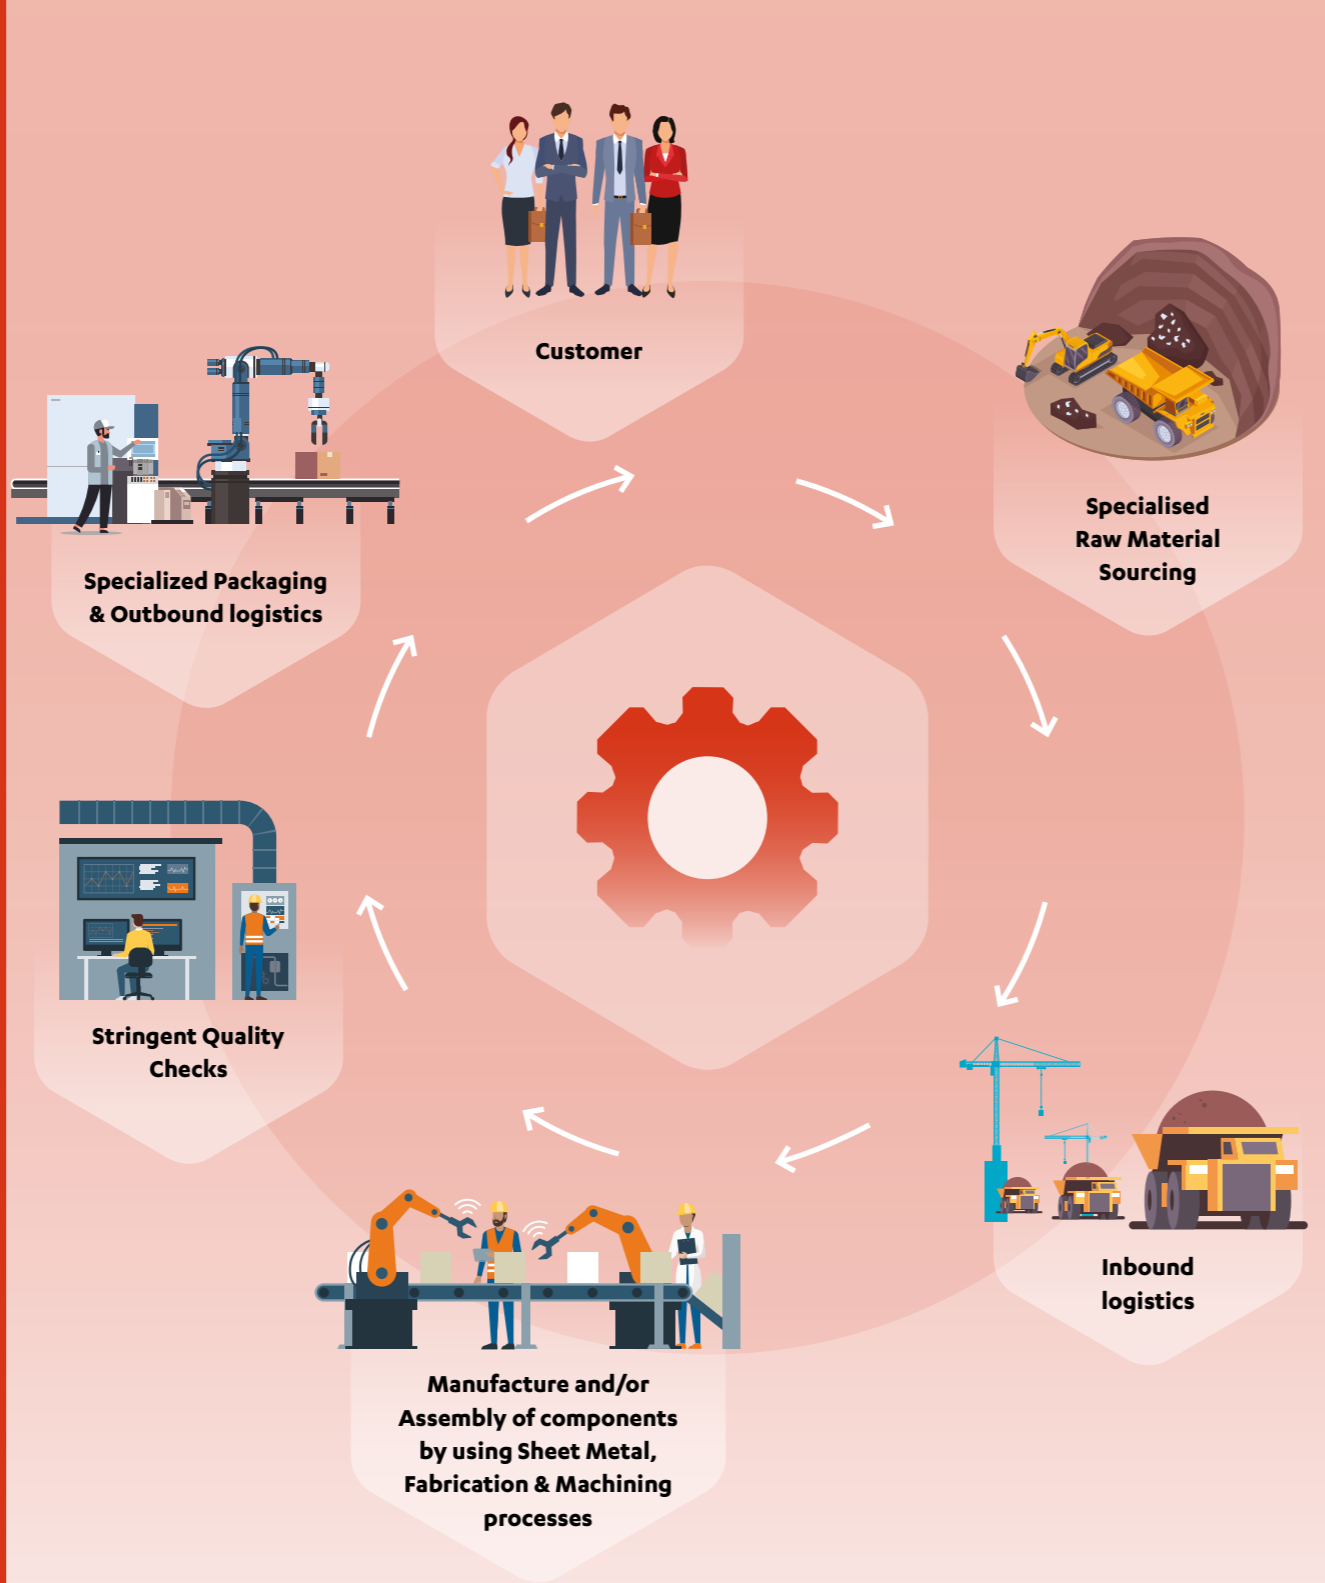 Customer
Specialised
Raw Material
Sourcing
Inbound
logistics
Manufacture and/or
Assembly of components
by using Sheet Metal,
Fabrication & Machining
processes
Stringent Quality
Checks
Specialized Packaging
& Outbound logistics